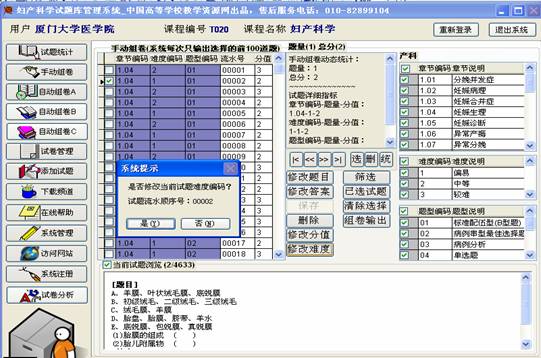 妇产科学试题库管理系统_中国高等学校教学资源网出品，售后服务电话：010-82899104
用户 厦门大学医学院 课程编号 T020 课程名称 妇产科学 重新登录 退出系统
试题统计
手动组卷
自动组卷A
自动组卷B
自动组卷C
试卷管理
添加试题
下载频道
在线帮助
系统管理
访问网站
系统注册
试卷分析
手动组卷(系统每次只输出选择的前100道题)
章节编码 难度编码 题型编码 流水号 分值
1.04 2 01 00001 3
1.04 1 02 00002 2
00003 3
00004 3
00005 2
1.04 1 02 00017 2
1.04 2 01 00018 3
系统提示
是否修改当前试题难度编码？
试题流水顺序号：00002
是(Y) 否(N)
题量(1) 总分(2)
手动组卷动态统计：
题量：1
总分：2
试题详细指标
章节编码-题量-分值：
1.04-1-2
难度编码-题量-分值：
1-1-2
题型编码-题量-分值：
|< << >> >| 选 删 统
修改题目 筛选
修改答案 已选试题
保存 清除选择
删除 组卷输出
修改分值
修改难度
产科
章节编码 章节说明
1.01 分娩并发症
1.02 妊娠病理
1.03 妊娠合并症
1.04 妊娠生理
1.05 妊娠诊断
1.06 异常产褥
1.07 异常分娩
难度编码 难度说明
1 偏易
2 中等
3 较难
题型编码 题型说明
01 标准配伍型(B型题)
02 病例串型最佳选择题
03 病例分析
04 单选题
当前试题浏览 (2/4633)
[题目]
A、羊膜、叶状绒毛膜、底蜕膜
B、初级绒毛、二级绒毛、三级绒毛
C、绒毛膜、羊膜
D、胎盘、胎膜、脐带、羊水
E、底蜕膜、包蜕膜、真蜕膜
(1)胎膜的组成 ( )
(2)胎儿附属物 ( )